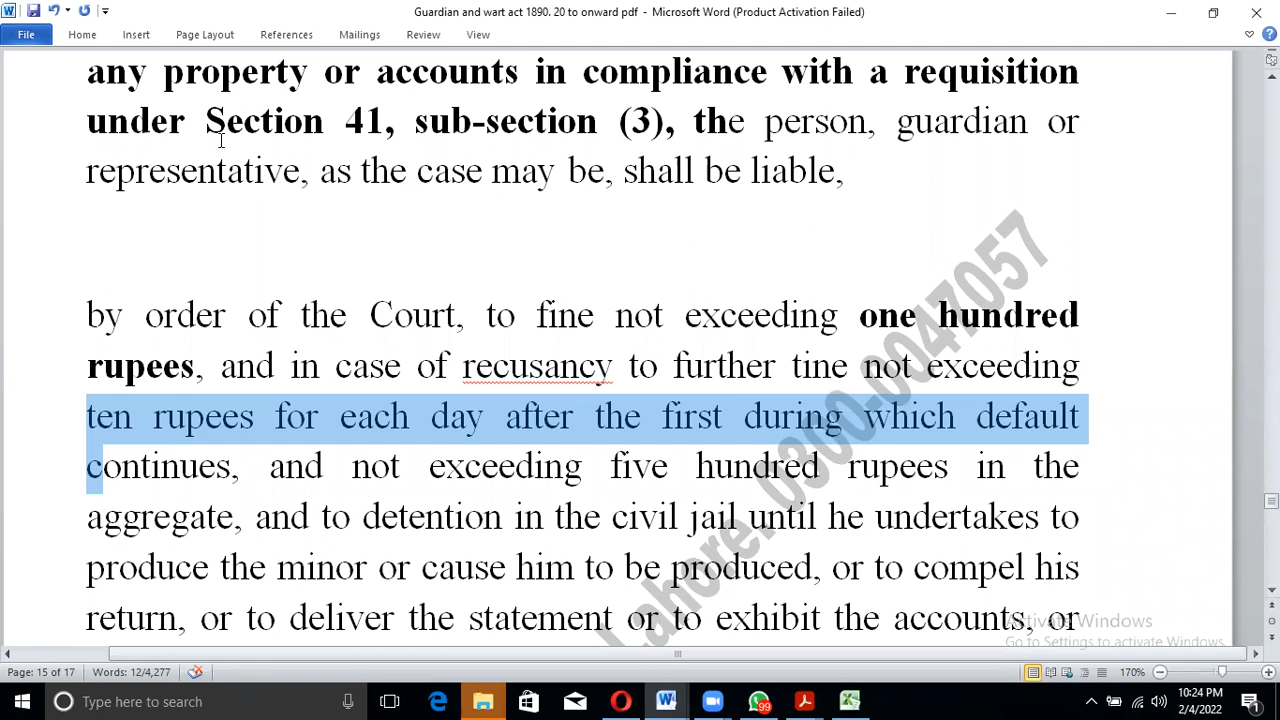 Guardian and wart act 1890. 20 to onward pdf - Microsoft Word (Product Activation Failed)
File Home Insert Page Layout References Mailings Review View
any property or accounts in compliance with a requisition
under Section 41, sub-section (3), the person, guardian or
representative, as the case may be, shall be liable,
by order of the Court, to fine not exceeding one hundred
rupees, and in case of recusancy to further tine not exceeding
ten rupees for each day after the first during which default
continues, and not exceeding five hundred rupees in the
aggregate, and to detention in the civil jail until he undertakes to
produce the minor or cause him to be produced, or to compel his
return, or to deliver the statement or to exhibit the accounts, or
Lahore. 0300-0047057
Activate Windows
Go to Settings to activate Windows.
Page: 15 of 17 Words: 12/4,277 170%
Type here to search
99
10:24 PM
2/4/2022
1